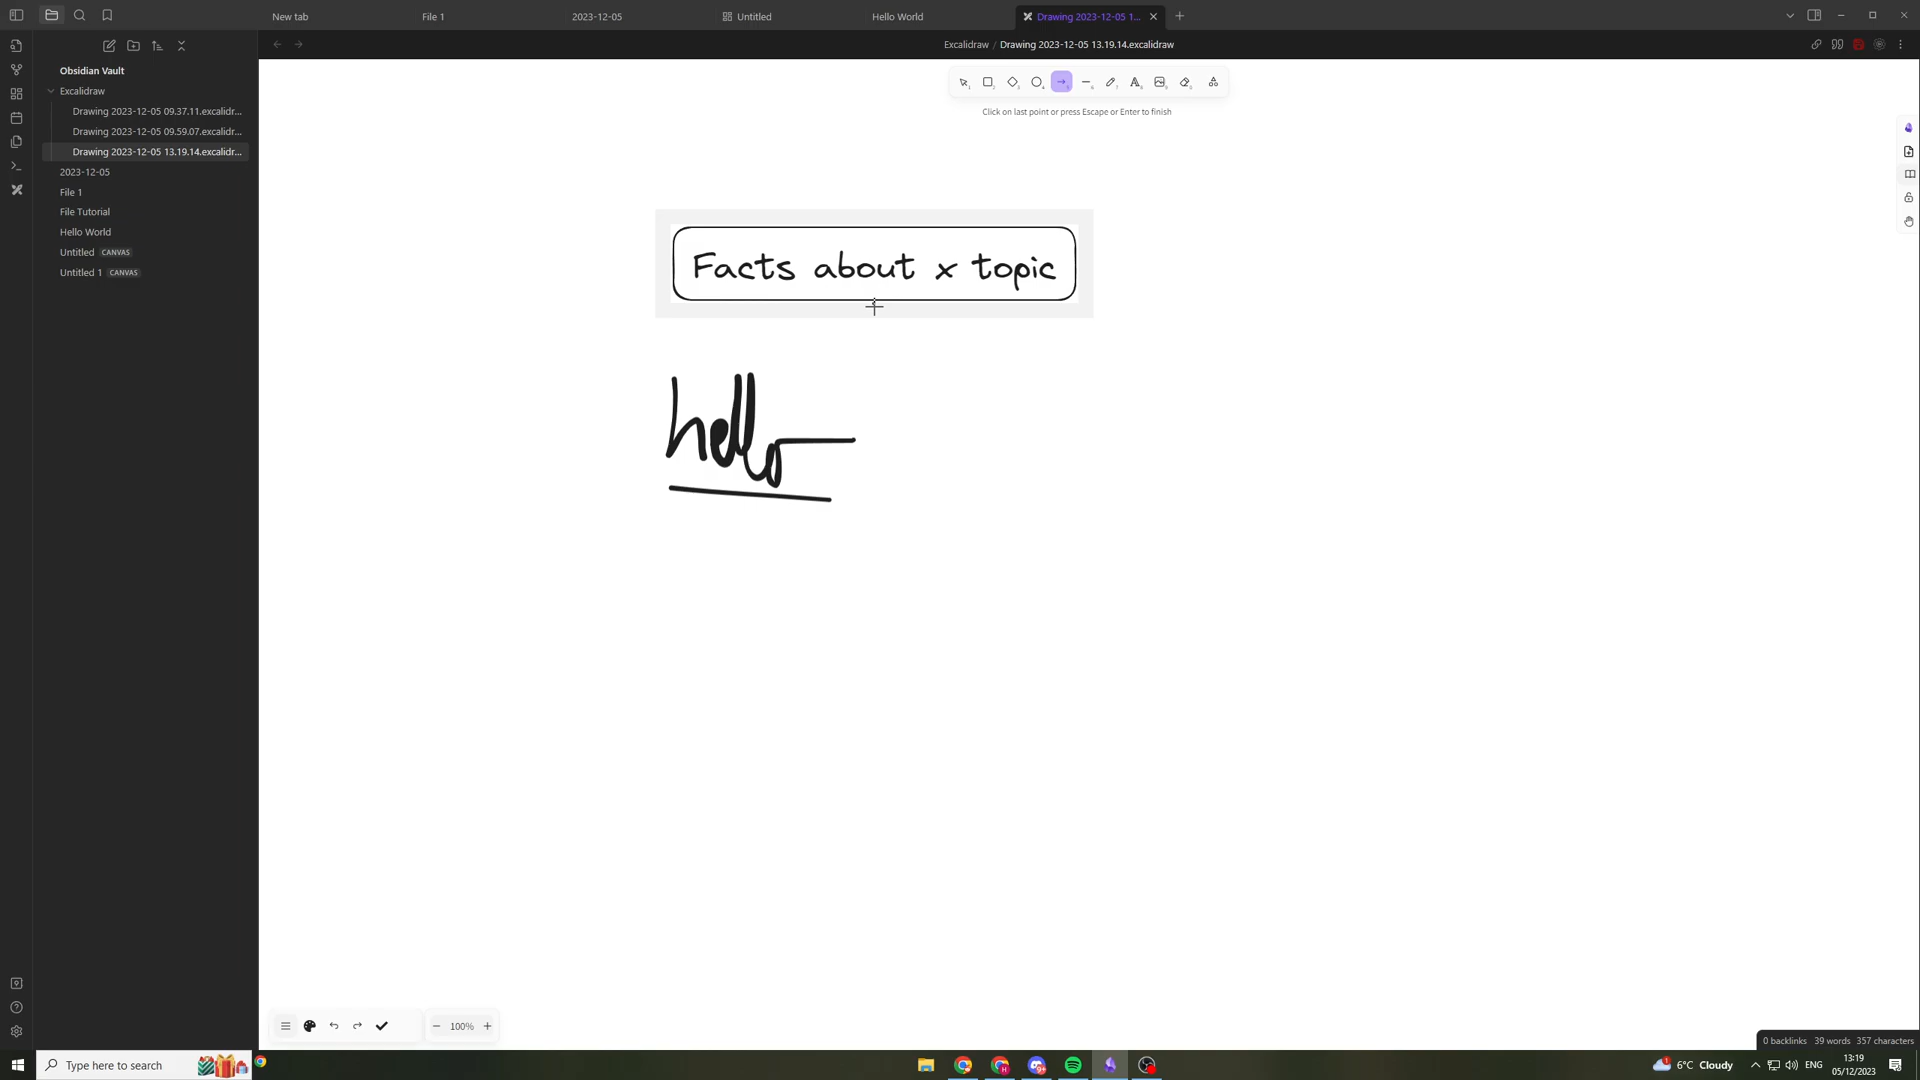 New tab
File 1
2023-12-05
Untitled
Hello World
Drawing 2023-12-05 1...
Excalidraw / Drawing 2023-12-05 13.19.14.excalidraw
Obsidian Vault
Excalidraw
Drawing 2023-12-05 09.37.11.excalidr...
Drawing 2023-12-05 09.59.07.excalidr...
Drawing 2023-12-05 13.19.14.excalidr...
2023-12-05
File 1
File Tutorial
Hello World
Untitled CANVAS
Untitled 1 CANVAS
Click on last point or press Escape or Enter to finish
Facts about x topic
hello
100%
0 backlinks 39 words 357 characters
Type here to search
9+
1
6°C Cloudy
ENG
13:19
05/12/2023